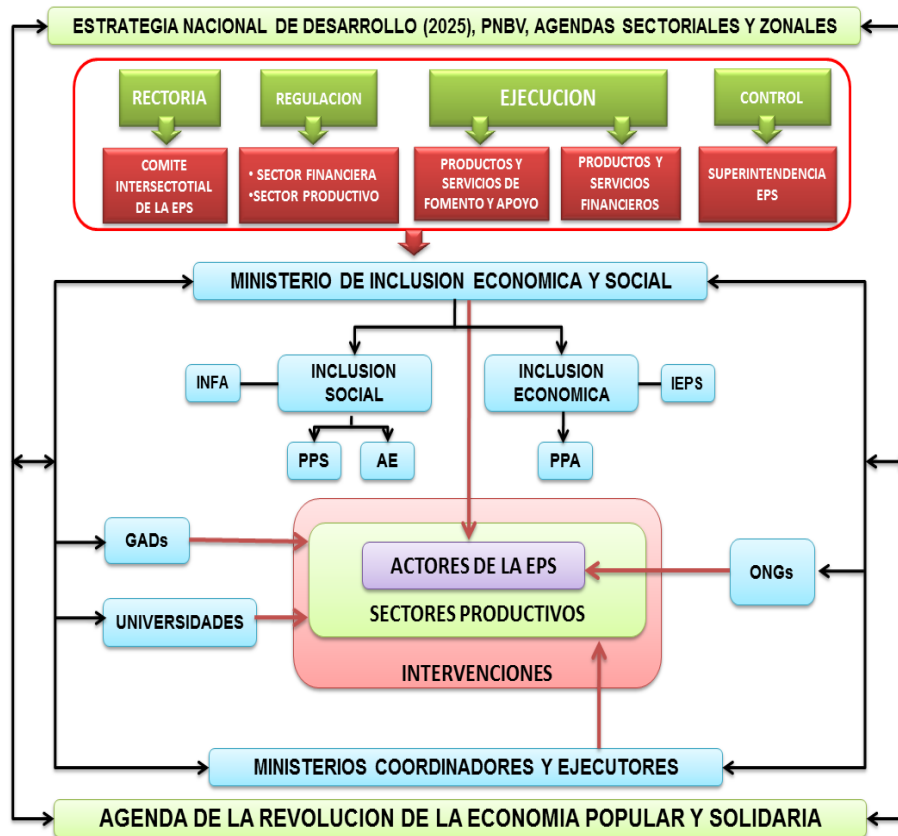 ESTRATEGIA NACIONAL DE DESARROLLO (2025), PNBV, AGENDAS SECTORIALES Y ZONALES
RECTORIA
REGULACION
EJECUCION
CONTROL
COMITE
INTERSECTOTIAL
DE LA EPS
• SECTOR FINANCIERA
•SECTOR PRODUCTIVO
PRODUCTOS Y
SERVICIOS DE
FOMENTO Y APOYO
PRODUCTOS Y
SERVICIOS
FINANCIEROS
SUPERINTENDENCIA
EPS
MINISTERIO DE INCLUSION ECONOMICA Y SOCIAL
INFA
INCLUSION
SOCIAL
INCLUSION
ECONOMICA
IEPS
PPS
AE
PPA
GADs
UNIVERSIDADES
ACTORES DE LA EPS
SECTORES PRODUCTIVOS
INTERVENCIONES
ONGs
MINISTERIOS COORDINADORES Y EJECUTORES
AGENDA DE LA REVOLUCION DE LA ECONOMIA POPULAR Y SOLIDARIA